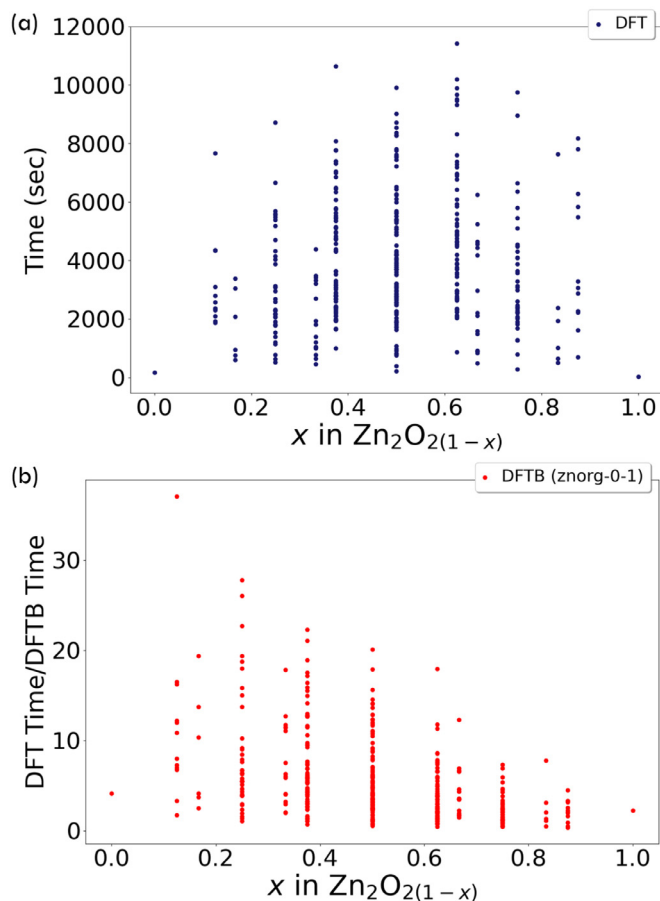 (a)
DFT
12000
10000
8000
6000
4000
2000
0
Time (sec)
0.0 0.2 0.4 0.6 0.8 1.0
x in Zn₂O₂₍₁₋ₓ₎
(b)
DFTB (znorg-0-1)
30
20
10
0
DFT Time/DFTB Time
0.0 0.2 0.4 0.6 0.8 1.0
x in Zn₂O₂₍₁₋ₓ₎